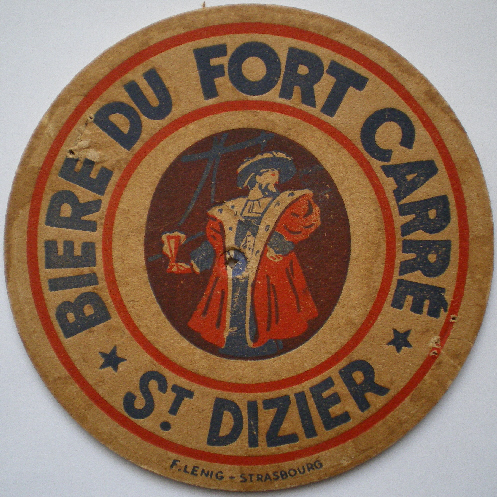 BIERE DU FORT CARRÉ
ST. DIZIER
F. LENIG - STRASBOURG